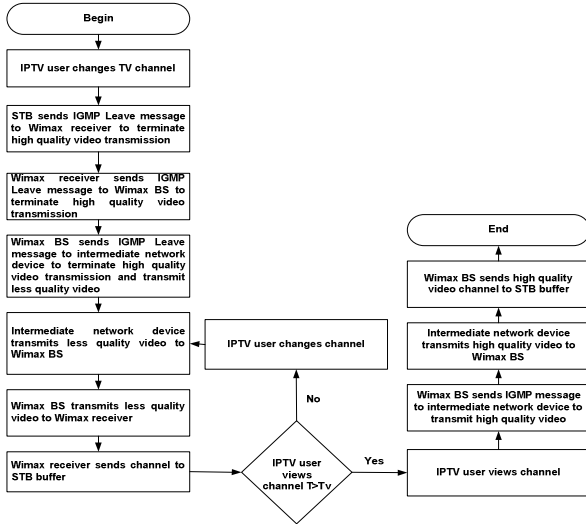 Begin
IPTV user changes TV channel
STB sends IGMP Leave message
to Wimax receiver to terminate
high quality video transmission
Wimax receiver sends IGMP
Leave message to Wimax BS to
terminate high quality video
transmission
Wimax BS sends IGMP Leave
message to intermediate network
device to terminate high quality
video transmission and transmit
less quality video
Intermediate network device
transmits less quality video to
Wimax BS
Wimax BS transmits less quality
video to Wimax receiver
Wimax receiver sends channel to
STB buffer
IPTV user changes channel
No
IPTV user
views
channel T>Tv
Yes
IPTV user views channel
Wimax BS sends IGMP message
to intermediate network device to
transmit high quality video
Intermediate network device
transmits high quality video to
Wimax BS
Wimax BS sends high quality
video channel to STB buffer
End